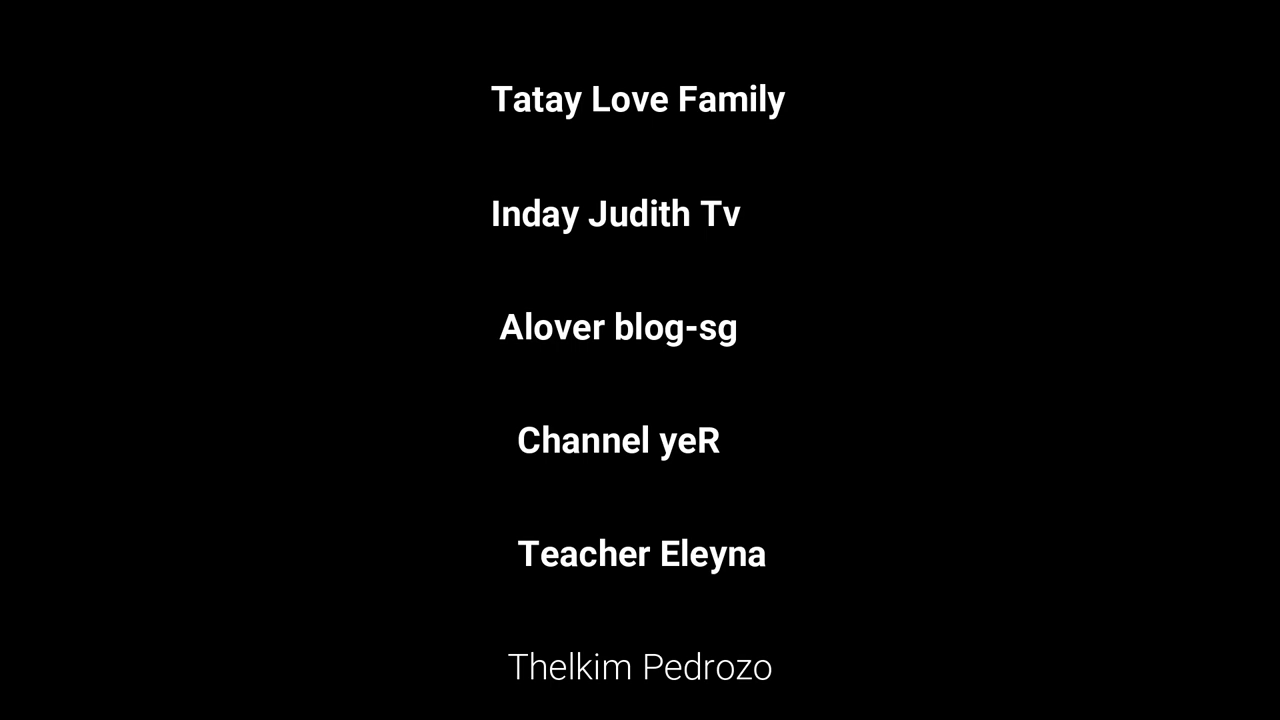 Tatay Love Family
Inday Judith Tv
Alover blog-sg
Channel yeR
Teacher Eleyna
Thelkim Pedrozo